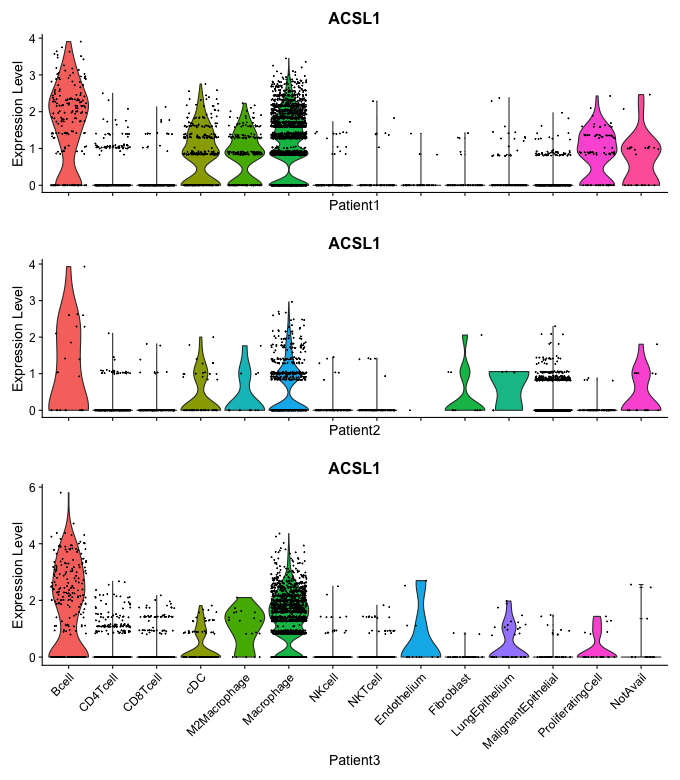 ACSL1
Expression Level
4
3
2
1
0
Patient1
ACSL1
Expression Level
4
3
2
1
0
Patient2
ACSL1
Expression Level
6
4
2
0
Bcell
CD4Tcell
CD8Tcell
cDC
M2Macrophage
Macrophage
NKcell
NKTcell
Endothelium
Fibroblast
LungEpithelium
MalignantEpithelial
ProliferatingCell
NotAvail
Patient3